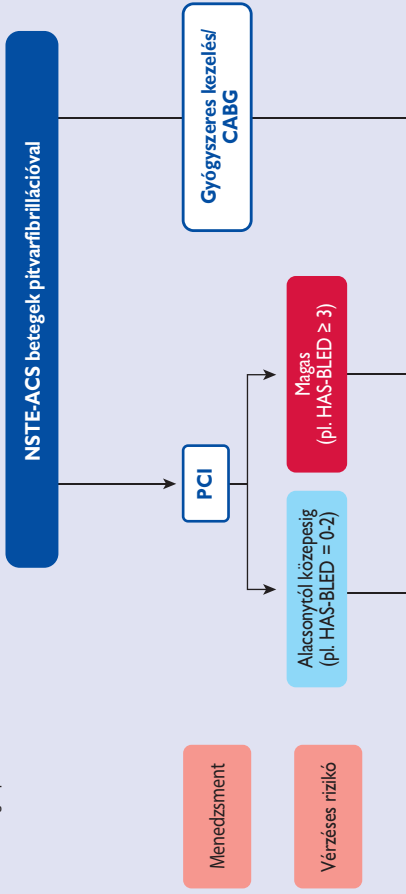 NSTE-ACS betegek pitvarfibrillációval
Menedzsment
PCI
Gyógyszeres kezelés/
CABG
Vérzéses rizikó
Alacsonytól közepesig
(pl. HAS-BLED = 0-2)
Magas
(pl. HAS-BLED ≥ 3)